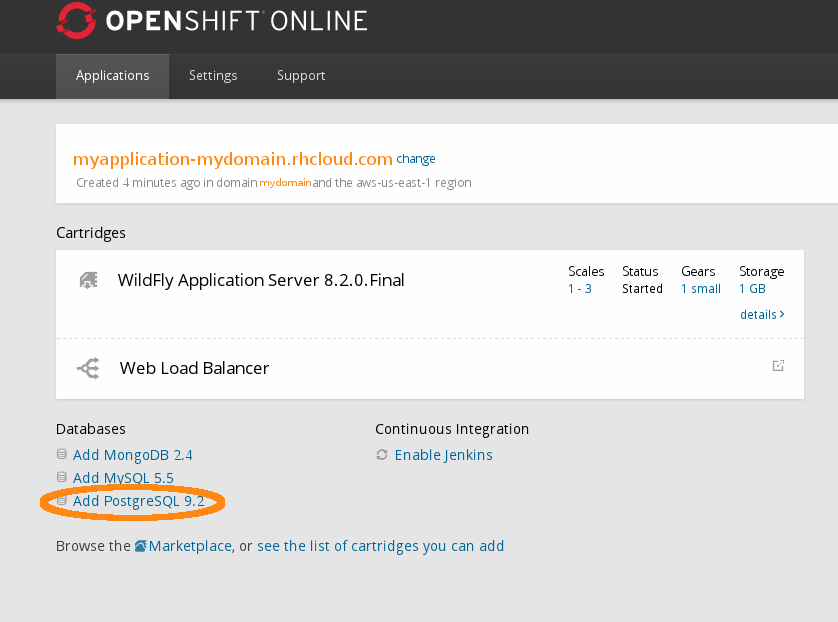 OPENSHIFT ONLINE
Applications Settings Support
myapplication-mydomain.rhcloud.com change
Created 4 minutes ago in domain mydomain and the aws-us-east-1 region
Cartridges
WildFly Application Server 8.2.0.Final
Scales Status Gears Storage
1 - 3 Started 1 small 1 GB
details >
Web Load Balancer
Databases
Add MongoDB 2.4
Add MySQL 5.5
Add PostgreSQL 9.2
Continuous Integration
Enable Jenkins
Browse the Marketplace, or see the list of cartridges you can add